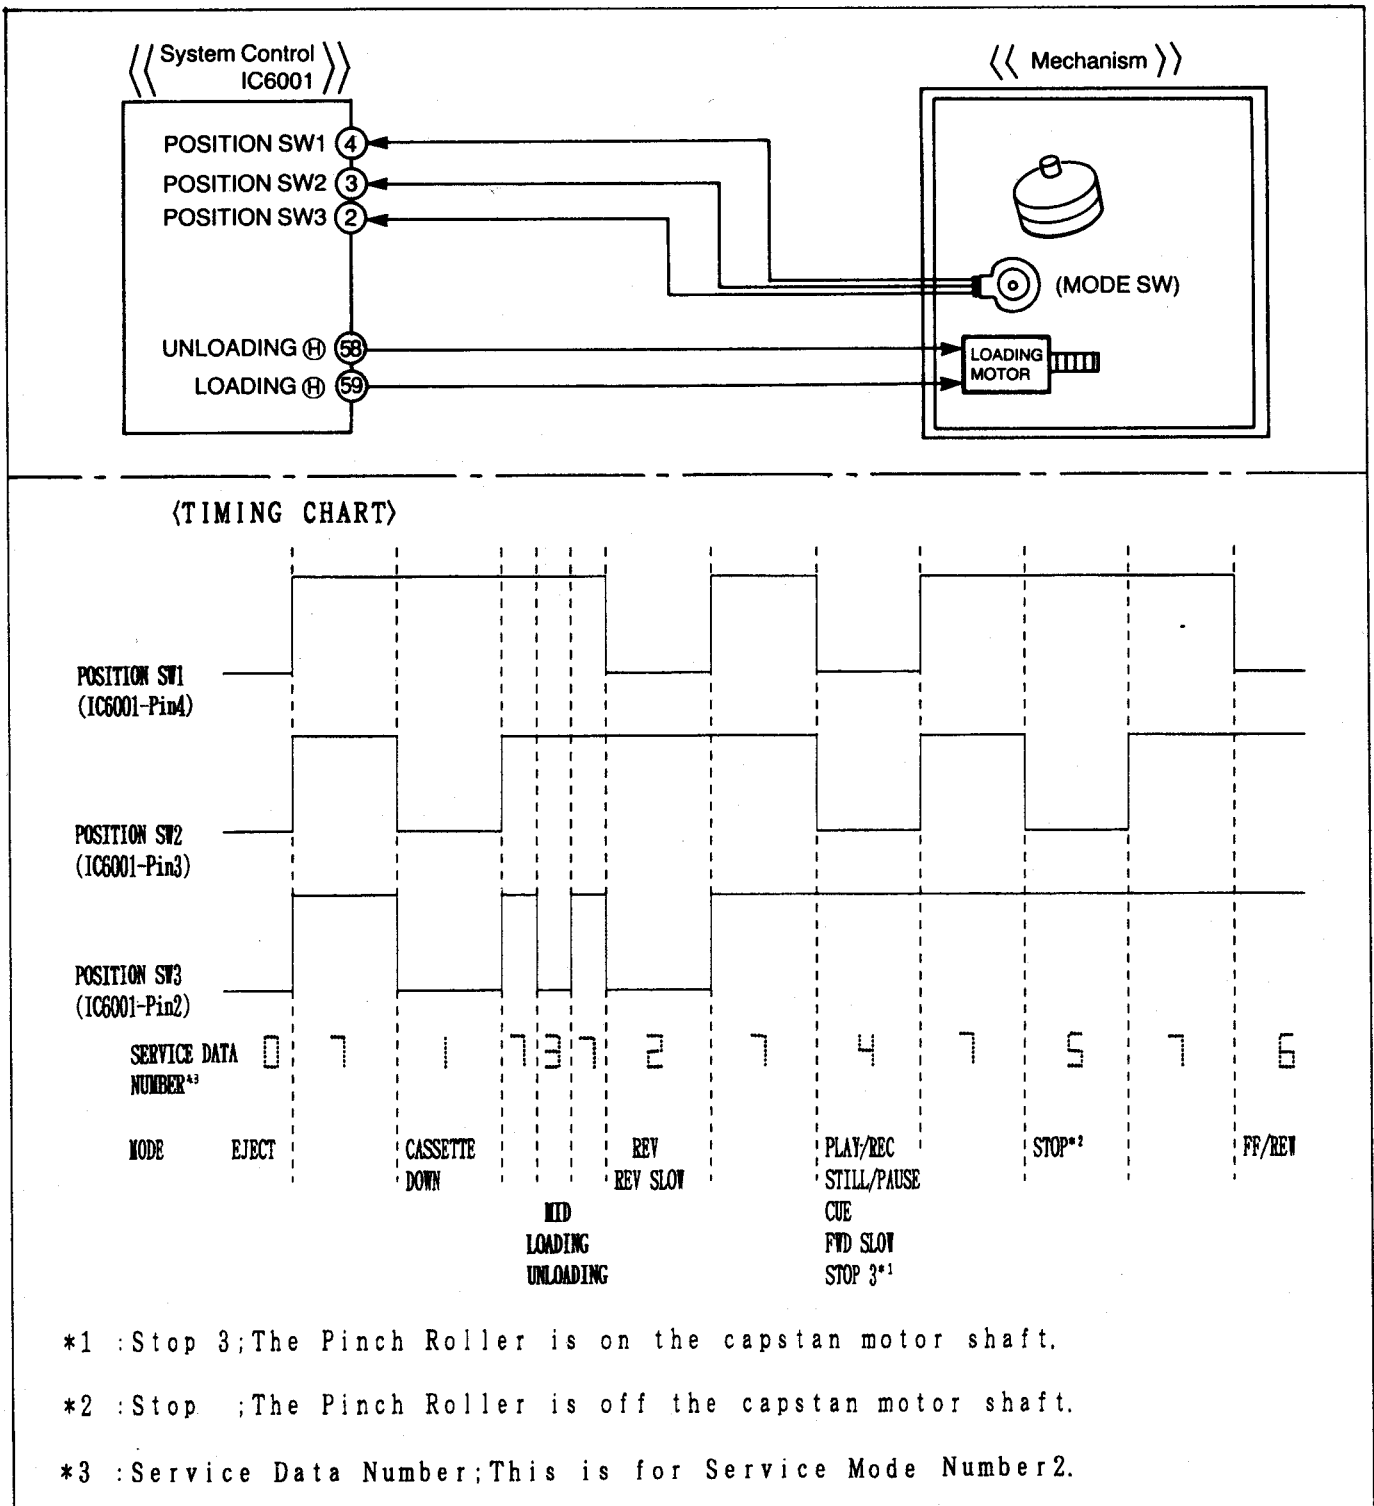 System Control
IC6001
Mechanism
POSITION SW1 4
POSITION SW2 3
POSITION SW3 2
(MODE SW)
UNLOADING Ⓗ 58
LOADING Ⓗ 59
LOADING
MOTOR
〈TIMING CHART〉
POSITION SW1
(IC6001-Pin4)
POSITION SW2
(IC6001-Pin3)
POSITION SW3
(IC6001-Pin2)
SERVICE DATA
NUMBER*3
0 7 1 7 3 7 2 7 4 7 5 7 6
MODE
EJECT
CASSETTE
DOWN
MID
LOADING
UNLOADING
REV
REV SLOW
PLAY/REC
STILL/PAUSE
CUE
FWD SLOW
STOP 3*1
STOP*2
FF/REW
*1 :Stop 3;The Pinch Roller is on the capstan motor shaft.
*2 :Stop ;The Pinch Roller is off the capstan motor shaft.
*3 :Service Data Number;This is for Service Mode Number2.